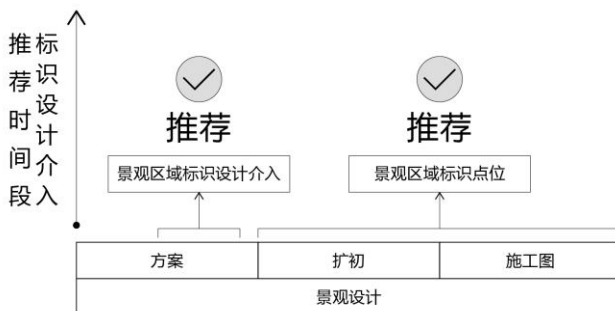 标识设计介入
推荐时间段
推荐
推荐
景观区域标识设计介入
景观区域标识点位
方案
扩初
施工图
景观设计